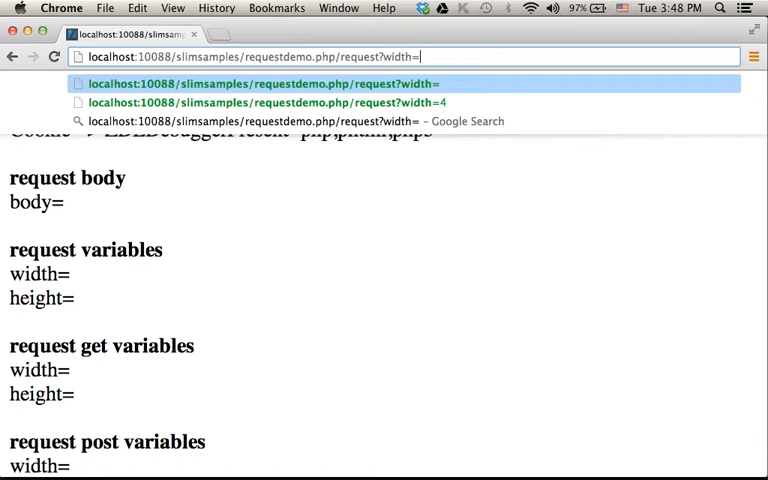 Chrome File Edit View History Bookmarks Window Help 97% Tue 3:48 PM
localhost:10088/slimsamp
localhost:10088/slimsamples/requestdemo.php/request?width=
localhost:10088/slimsamples/requestdemo.php/request?width=
localhost:10088/slimsamples/requestdemo.php/request?width=4
localhost:10088/slimsamples/requestdemo.php/request?width= – Google Search
request body
body=
request variables
width=
height=
request get variables
width=
height=
request post variables
width=